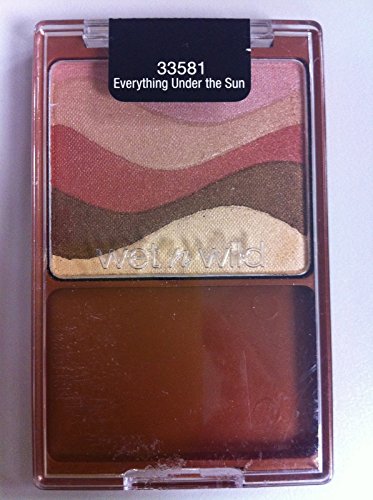 33581
Everything Under the Sun
wet n wild